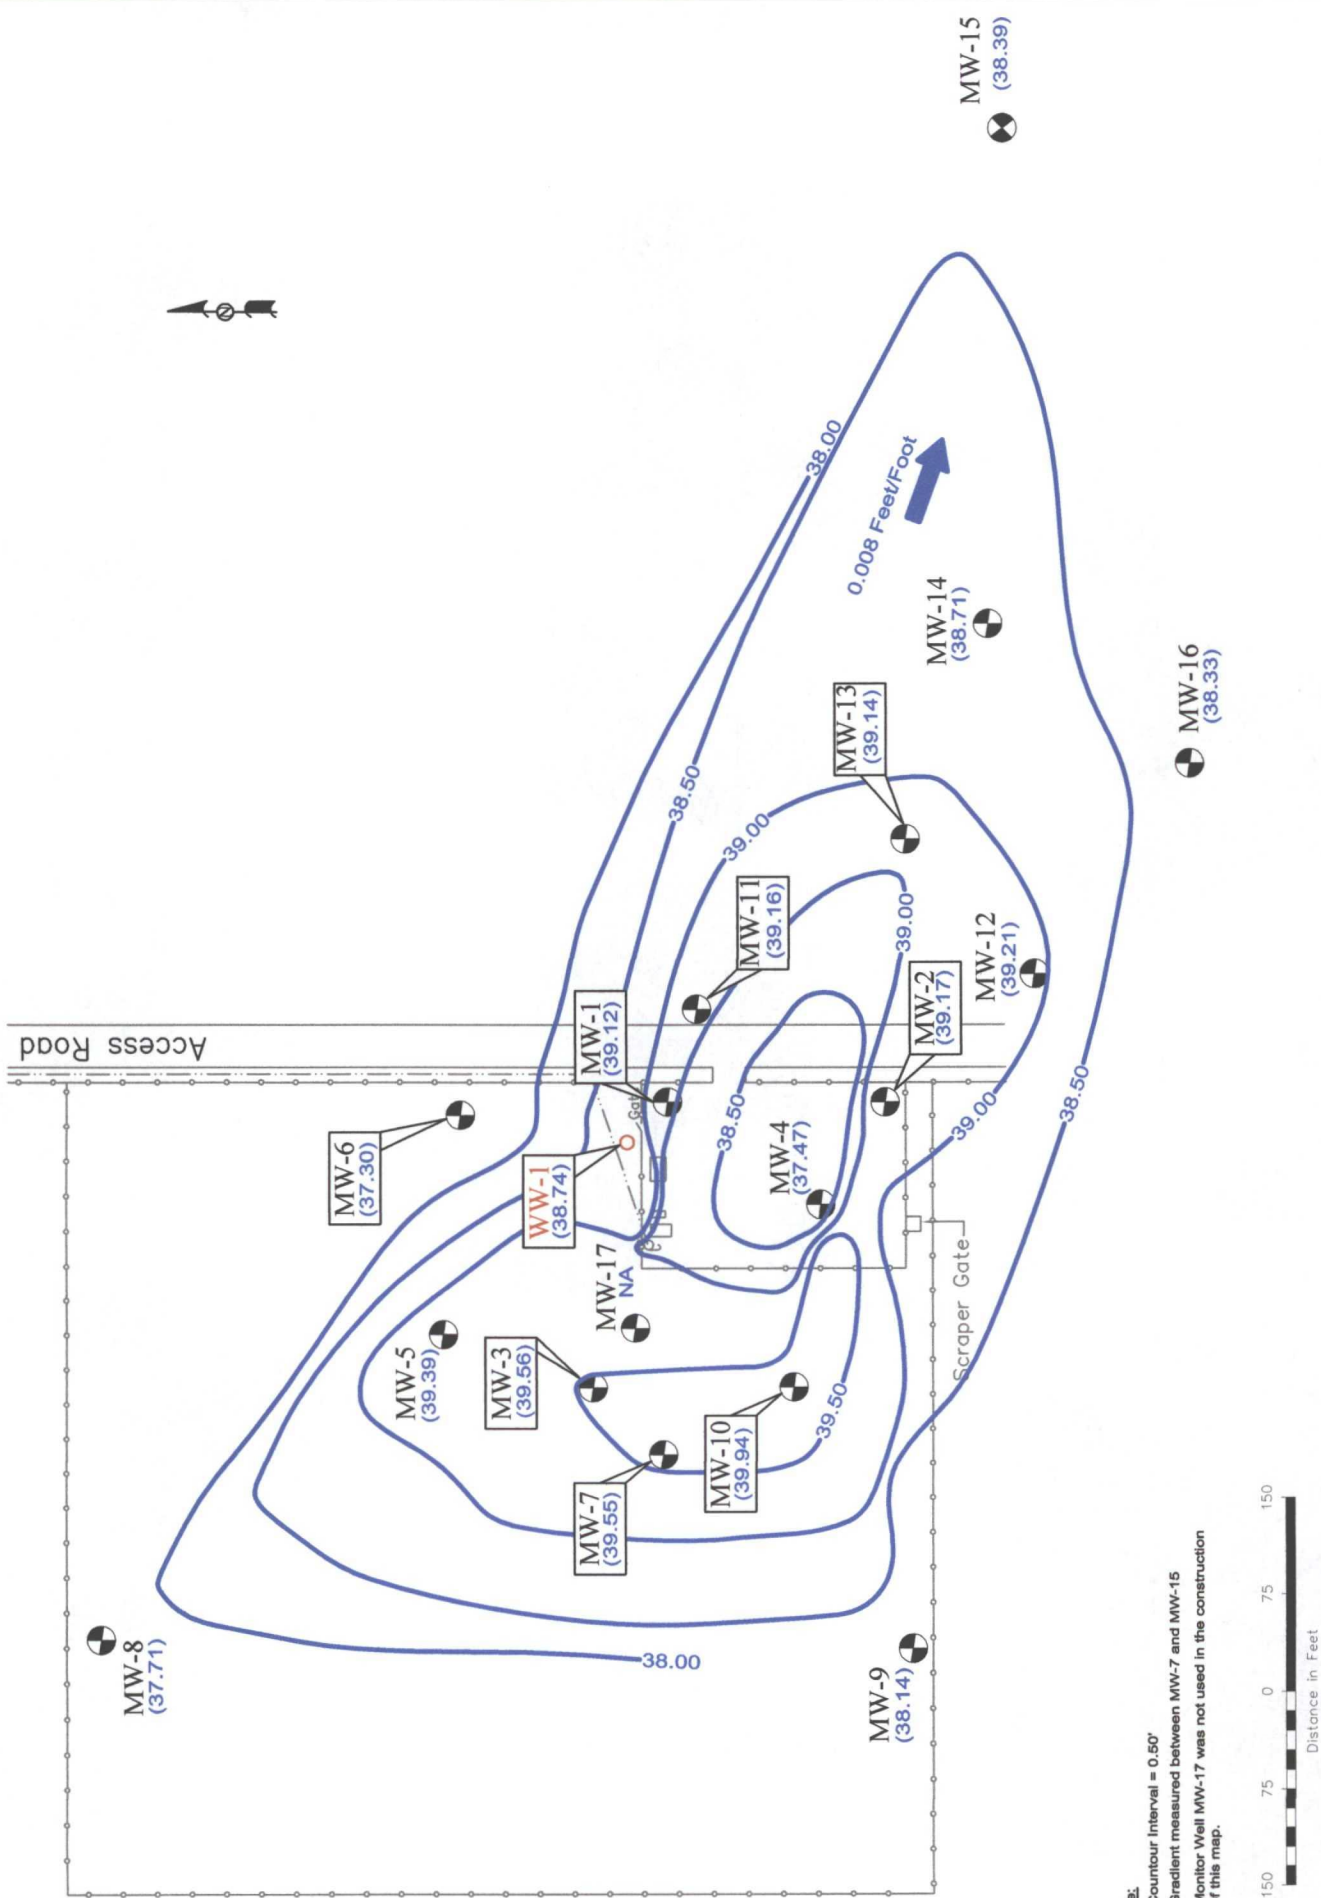 MW-15
(38.39)
N
38.00
0.008 Feet/Foot
MW-14
(38.71)
MW-16
(38.33)
MW-13
(39.14)
38.50
39.00
MW-11
(39.16)
39.00
MW-12
(39.21)
MW-2
(39.17)
Access Road
MW-1
(39.12)
Gate
38.50
MW-4
(37.47)
39.00
38.50
MW-6
(37.30)
WW-1
(38.74)
MW-17
NA
Scraper Gate
MW-5
(39.39)
MW-3
(39.56)
MW-10
(39.94)
39.50
MW-7
(39.55)
MW-8
(37.71)
38.00
MW-9
(38.14)
e:
Countour Interval = 0.50'
Gradient measured between MW-7 and MW-15
Monitor Well MW-17 was not used in the construction
f this map.
150 75 0 75 150
Distance in Feet